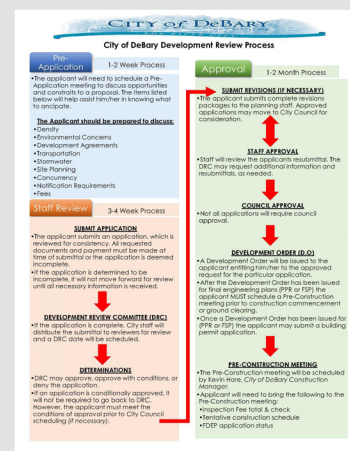 CITY OF DEBARY
City of DeBary Development Review Process
Pre-
Application
1-2 Week Process
•The applicant will need to schedule a Pre-
Application meeting to discuss opportunities
and constraits to a proposal. The items listed
below will help assist him/her in knowing what
to ancipate.
The Applicant should be prepared to discuss:
•Density
•Environmental Concerns
•Development Agreements
•Transportation
•Stormwater
•Site Planning
•Concurrency
•Notification Requirements
•Fees
Staff Review
3-4 Week Process
SUBMIT APPLICATION
•The applicant submits an application, which is
reviewed for consistency. All requested
documents and payment must be made at
time of submittal or the application is deemed
incomplete.
•If the application is determined to be
incomplete, it will not move forward for review
until all necessary information is received.
DEVELOPMENT REVIEW COMMITTEE (DRC)
•If the application is complete, City staff will
distribute the submittal to reviewers for review
and a DRC date will be scheduled.
DETERMINATIONS
•DRC may approve, approve with conditions, or
deny the application.
•If an application is conditionally approved, it
will not be required to go back to DRC.
However, the applicant must meet the
conditions of approval prior to City Council
scheduling (if necessary).
Approval
1-2 Month Process
SUBMIT REVISIONS (IF NECESSARY)
•The applicant submits complete revisions
packages to the planning staff. Approved
applications may move to City Council for
consideration.
STAFF APPROVAL
•Staff will review the applicants resubmittal. The
DRC may request additional information and
resubmittals, as needed.
COUNCIL APPROVAL
•Not all applications will require council
approval.
DEVELOPMENT ORDER (D.O)
•A Development Order will be issued to the
applicant entitling him/her to the approved
request for the particular application.
•After the Development Order has been issued
for final engineering plans (PPR or FSP) the
applicant MUST schedule a Pre-Construction
meeting prior to construction commencement
or ground clearing.
•Once a Development Order has been issued for
(PPR or FSP) the applicant may submit a building
permit application.
PRE-CONSTRUCTION MEETING
•The Pre-Construction meeting will be scheduled
by Kevin Hare, City of DeBary Construction
Manager.
•Applicant will need to bring the following to the
Pre-Construction meeting:
•Inspection Fee total & check
•Tentative construction schedule
•FDEP application status